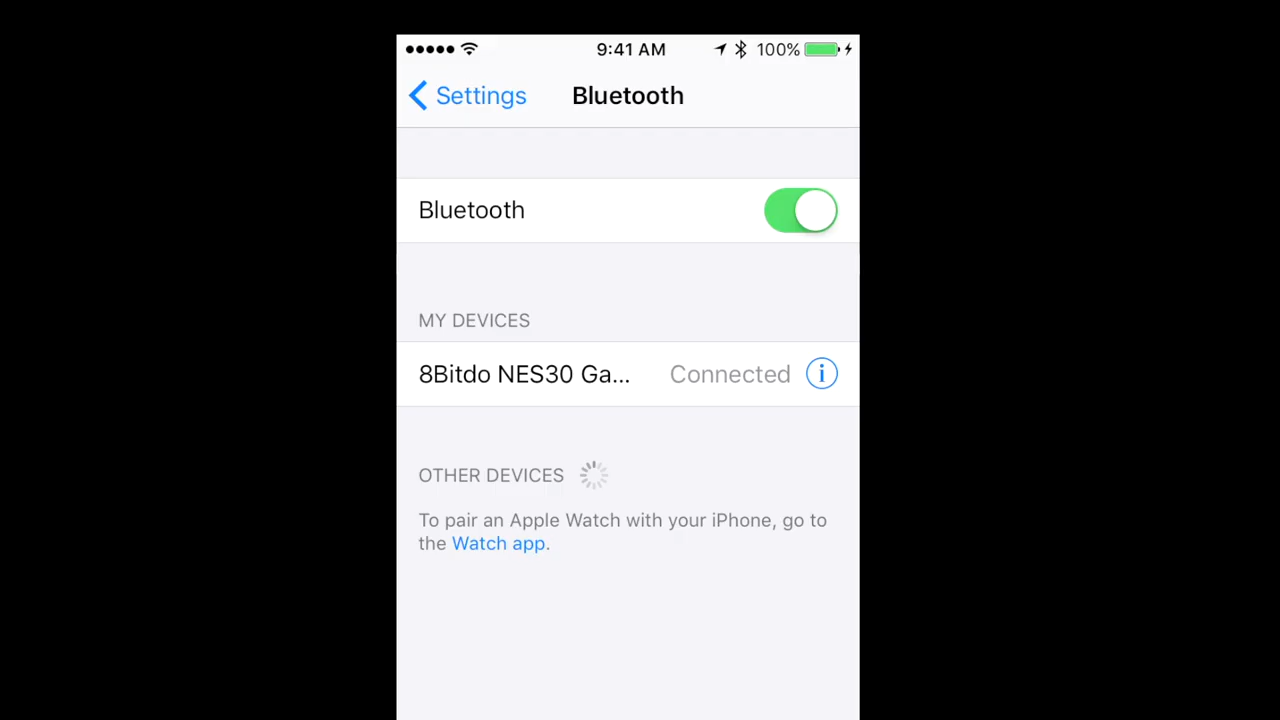 9:41 AM 100%
Settings Bluetooth
Bluetooth
MY DEVICES
8Bitdo NES30 Ga... Connected
OTHER DEVICES
To pair an Apple Watch with your iPhone, go to
the Watch app.